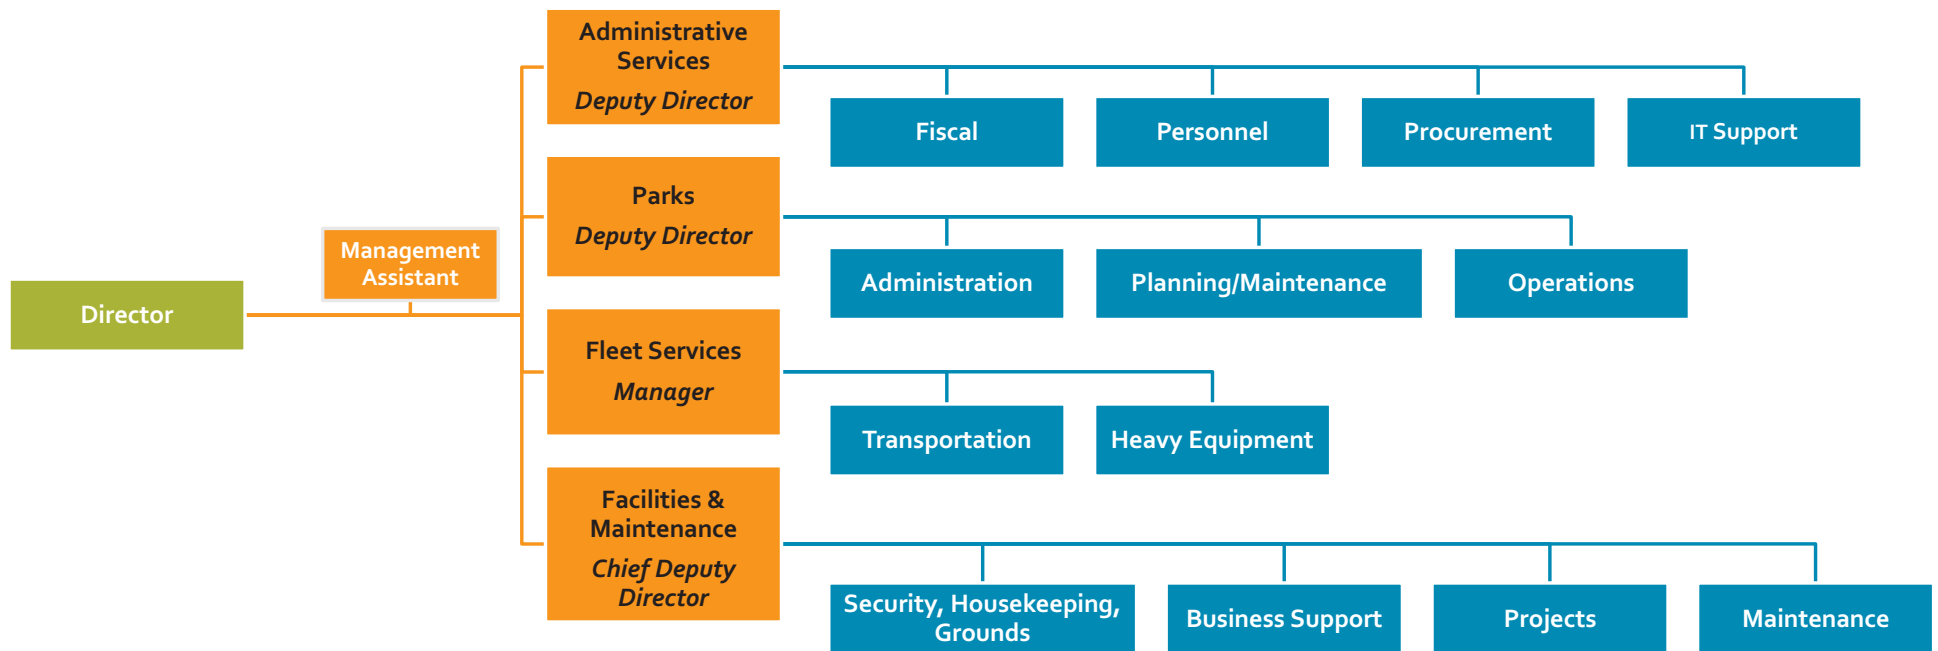 Director
Management
Assistant
Administrative
Services
Deputy Director
Fiscal
Personnel
Procurement
IT Support
Parks
Deputy Director
Administration
Planning/Maintenance
Operations
Fleet Services
Manager
Transportation
Heavy Equipment
Facilities &
Maintenance
Chief Deputy
Director
Security, Housekeeping,
Grounds
Business Support
Projects
Maintenance